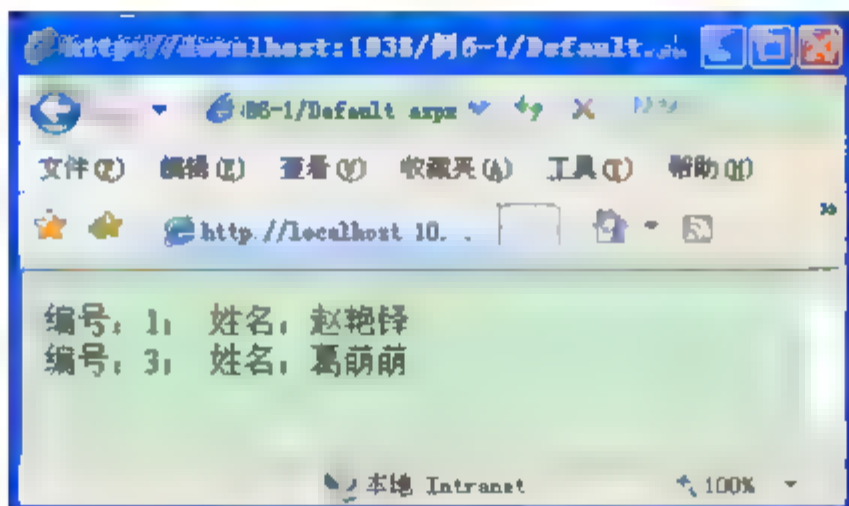 http://localhost:1038/例6-1/Default.
6-1/Default aspx
文件(F) 编辑(E) 查看(V) 收藏夹(A) 工具(T) 帮助(H)
http://localhost 10. .
编号: 1; 姓名: 赵艳铎
编号: 3; 姓名: 葛萌萌
本地 Intranet 100%